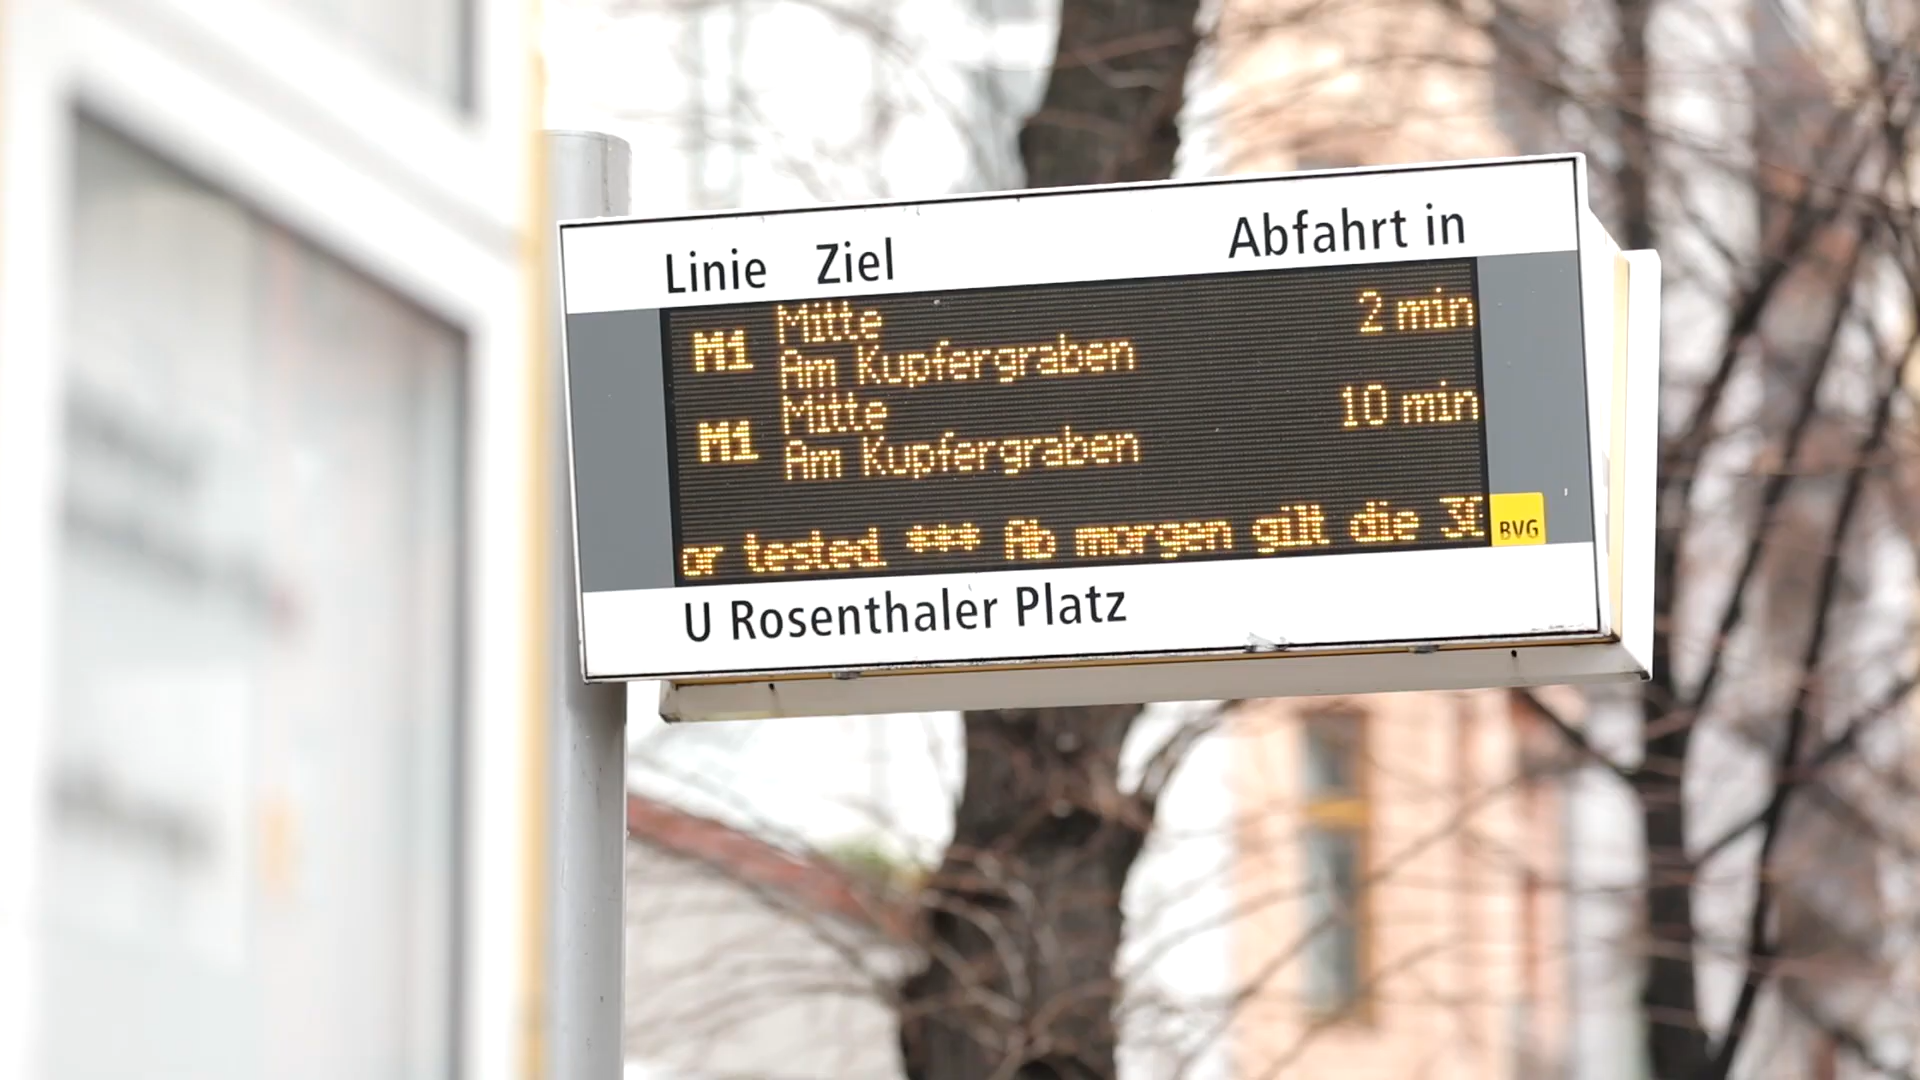 Linie Ziel Abfahrt in
M1 Mitte 2 min
Am Kupfergraben
M1 Mitte 10 min
Am Kupfergraben
or tested. *** Ab morgen gilt die
BVG
U Rosenthaler Platz